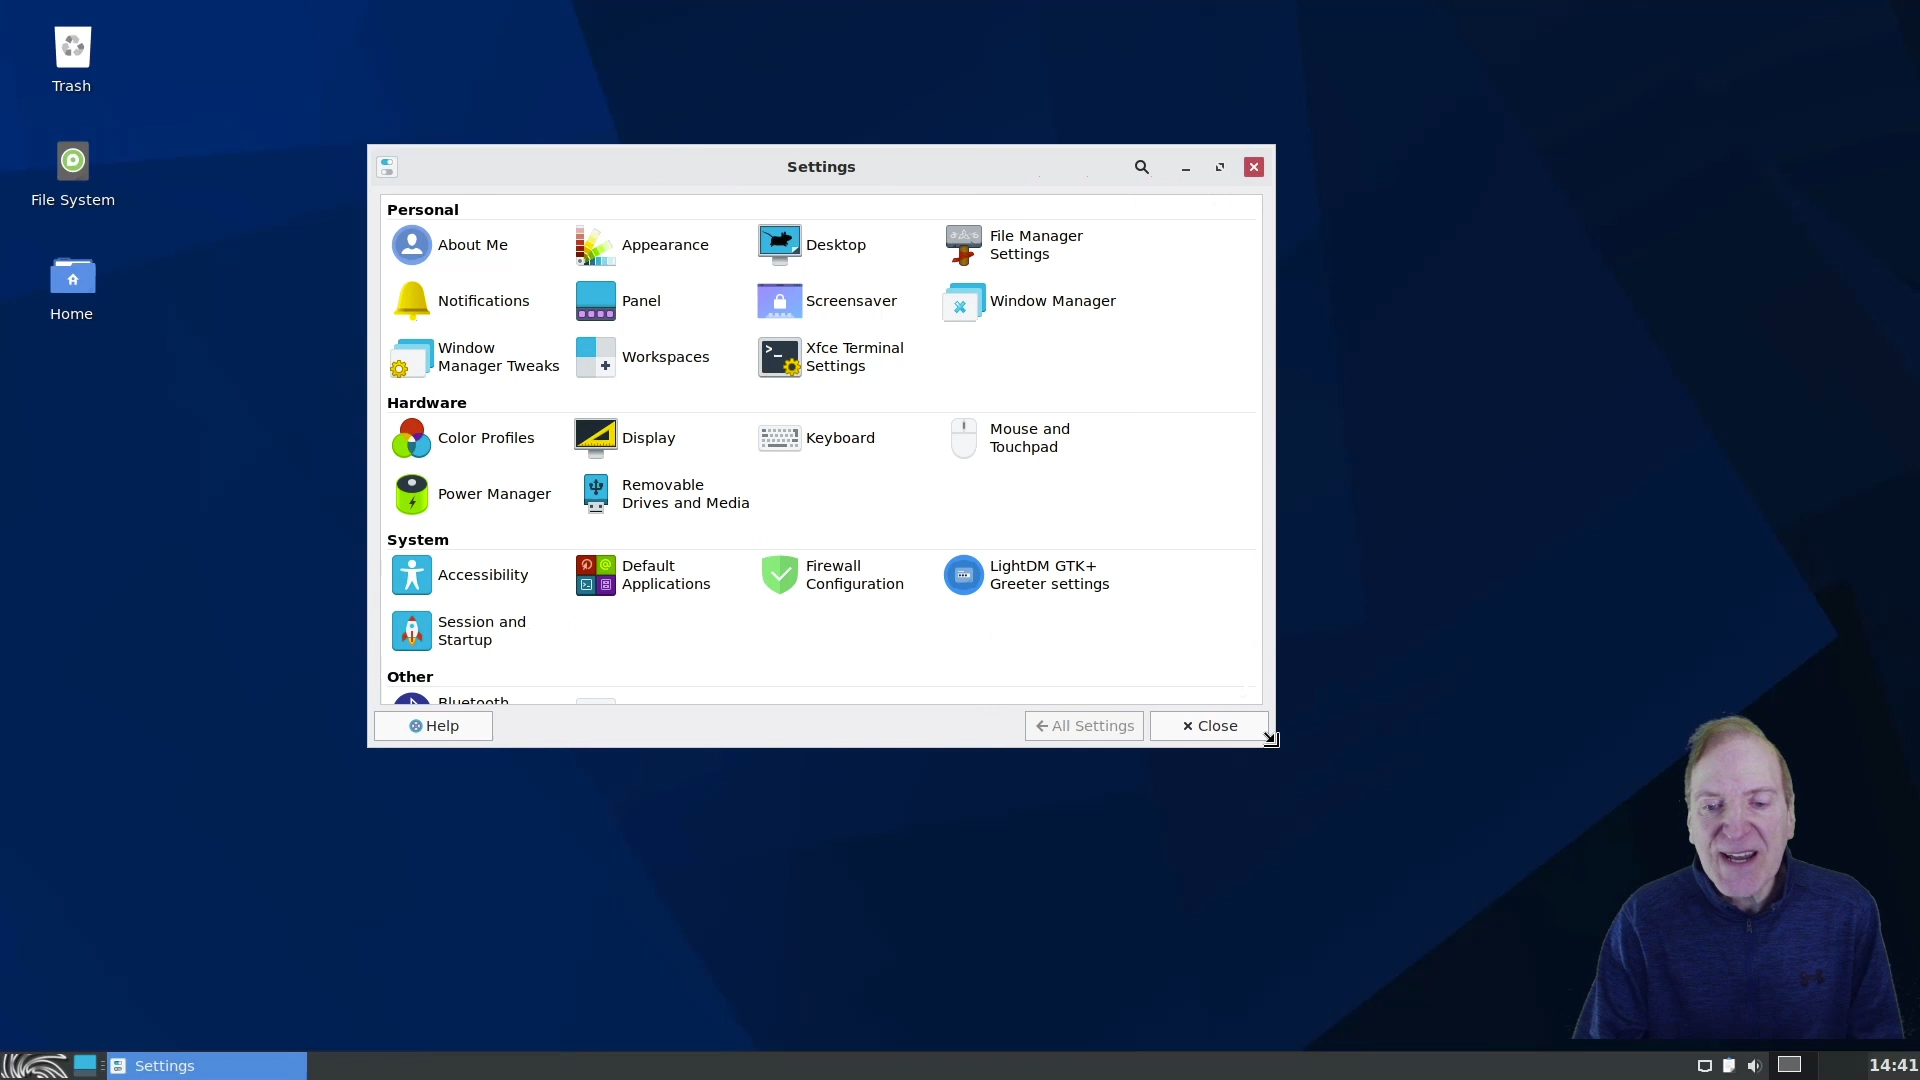 Trash
File System
Home
Settings
Personal
About Me
Appearance
Desktop
File Manager
Settings
Notifications
Panel
Screensaver
Window Manager
Window
Manager Tweaks
Workspaces
Xfce Terminal
Settings
Hardware
Color Profiles
Display
Keyboard
Mouse and
Touchpad
Power Manager
Removable
Drives and Media
System
Accessibility
Default
Applications
Firewall
Configuration
LightDM GTK+
Greeter settings
Session and
Startup
Other
Bluetooth
Help
All Settings
Close
Settings
14:41